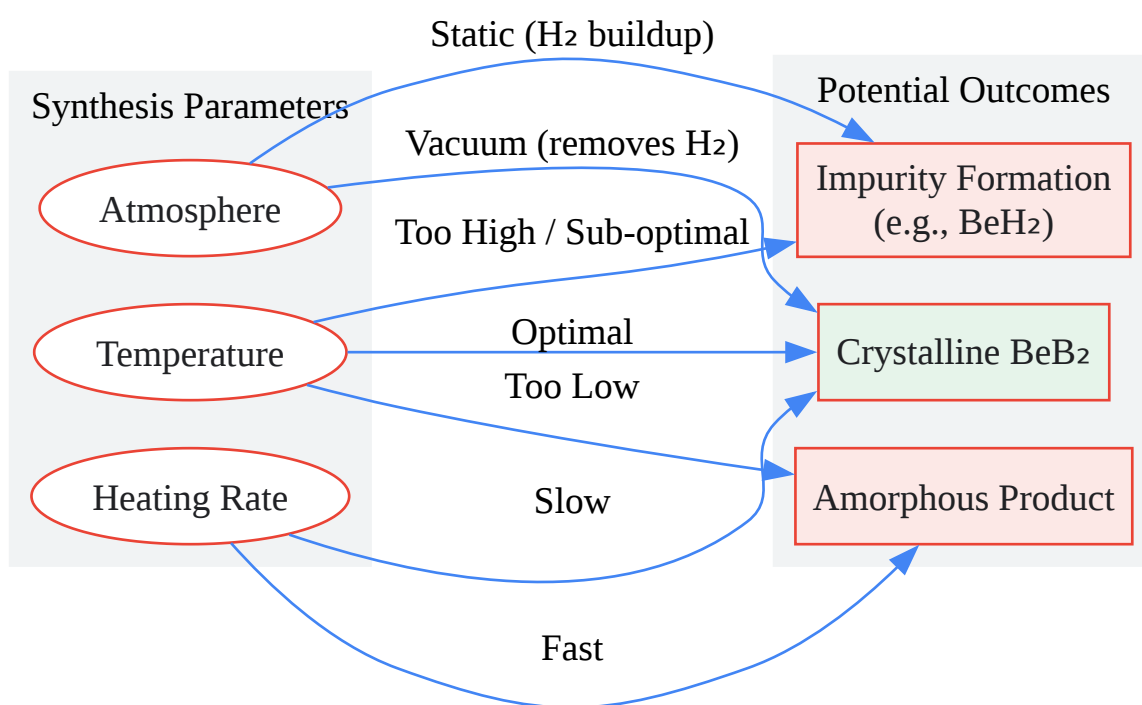 Static (H₂ buildup)
Synthesis Parameters
Potential Outcomes
Vacuum (removes H₂)
Atmosphere
Impurity Formation
(e.g., BeH₂)
Too High / Sub-optimal
Temperature
Optimal
Crystalline BeB₂
Too Low
Heating Rate
Slow
Amorphous Product
Fast